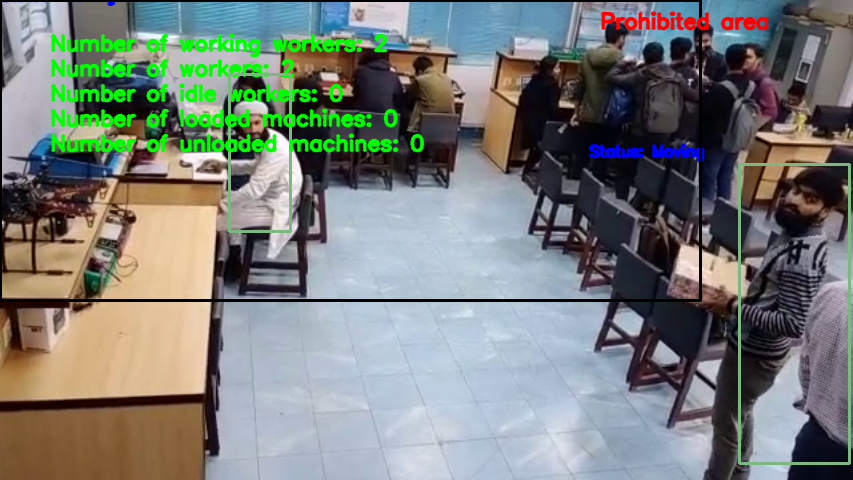 Prohibited area
Number of working workers: 2
Number of workers: 2
Number of idle workers: 0
Number of loaded machines: 0
Number of unloaded machines: 0
Status: Moving